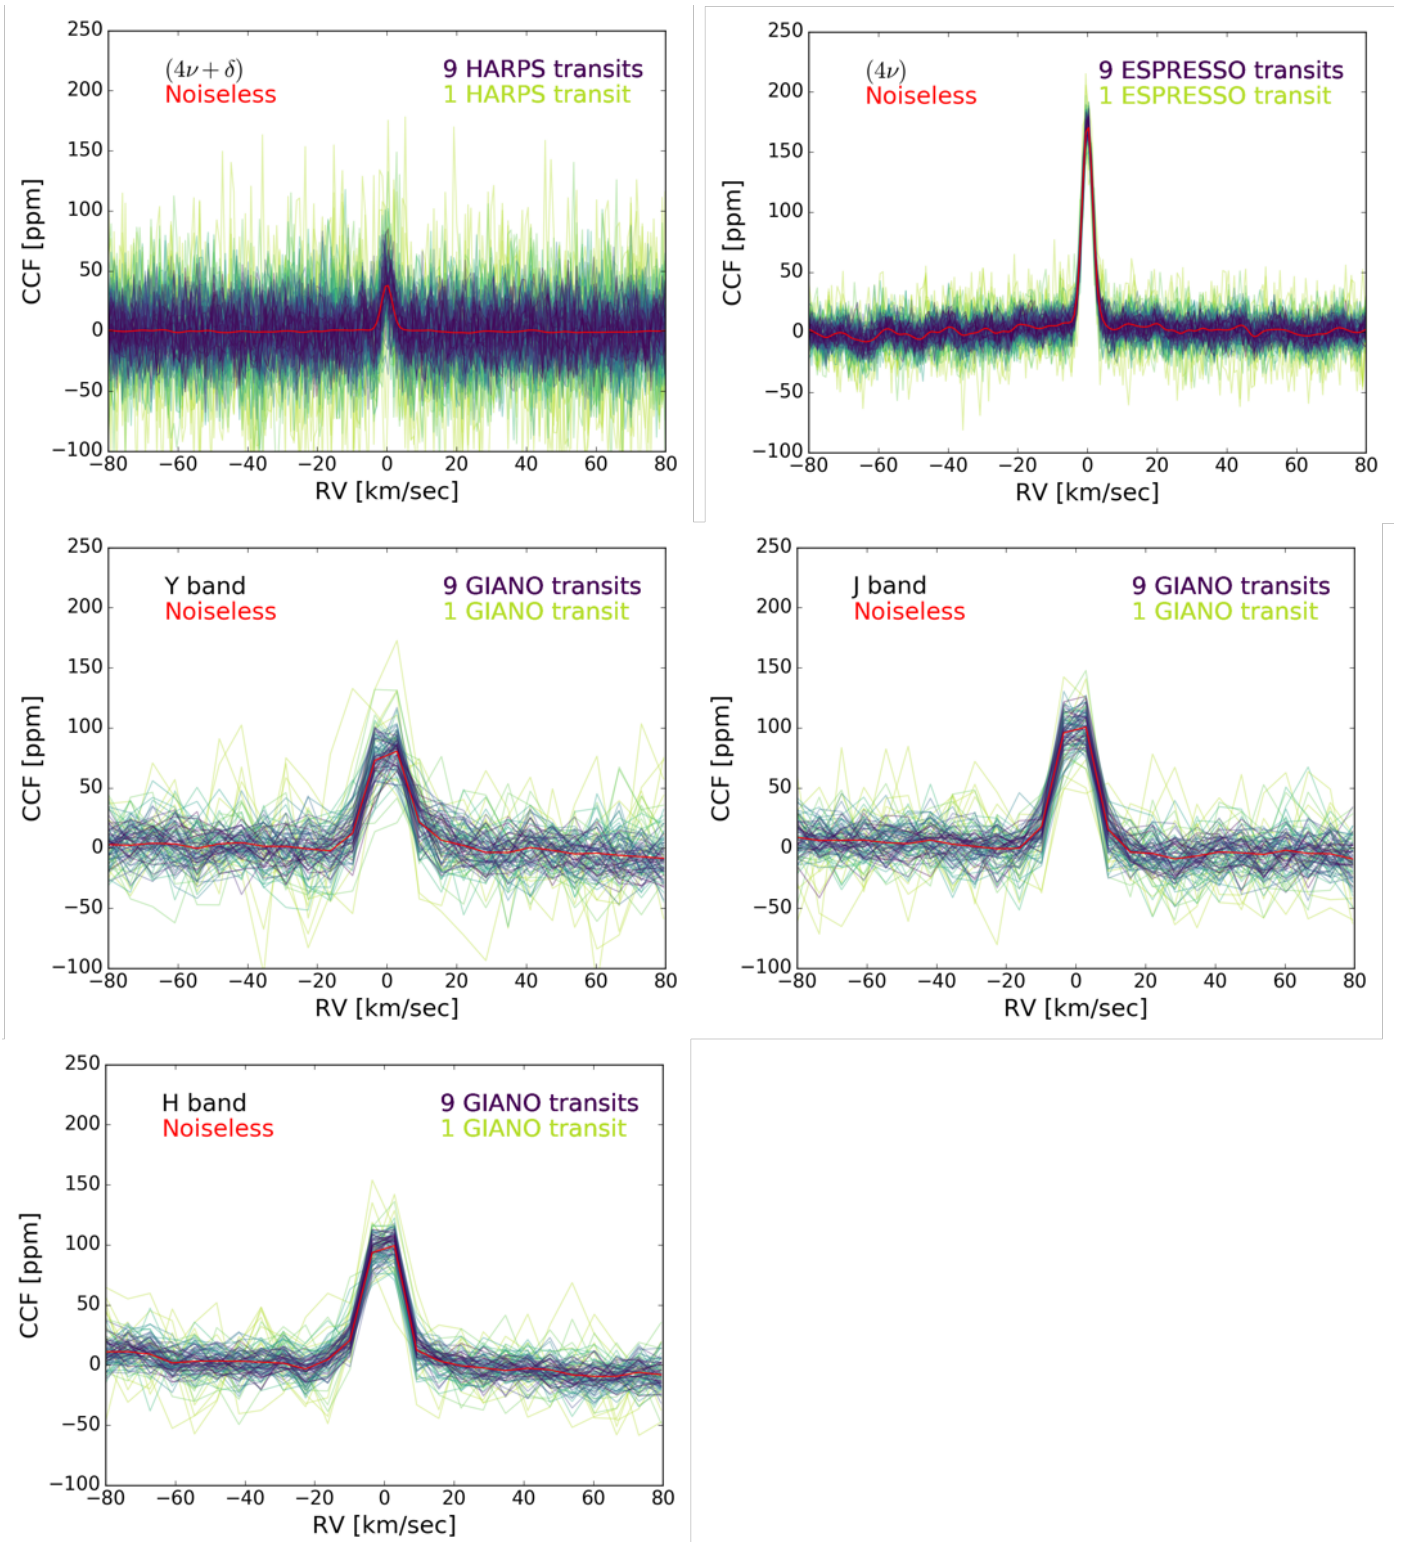 (4ν + δ)
Noiseless
9 HARPS transits
1 HARPS transit
250
200
150
100
50
0
−50
−100
CCF [ppm]
−80 −60 −40 −20 0 20 40 60 80
RV [km/sec]
(4ν)
Noiseless
9 ESPRESSO transits
1 ESPRESSO transit
250
200
150
100
50
0
−50
−100
CCF [ppm]
−80 −60 −40 −20 0 20 40 60 80
RV [km/sec]
Y band
Noiseless
9 GIANO transits
1 GIANO transit
250
200
150
100
50
0
−50
−100
CCF [ppm]
−80 −60 −40 −20 0 20 40 60 80
RV [km/sec]
J band
Noiseless
9 GIANO transits
1 GIANO transit
250
200
150
100
50
0
−50
−100
CCF [ppm]
−80 −60 −40 −20 0 20 40 60 80
RV [km/sec]
H band
Noiseless
9 GIANO transits
1 GIANO transit
250
200
150
100
50
0
−50
−100
CCF [ppm]
−80 −60 −40 −20 0 20 40 60 80
RV [km/sec]